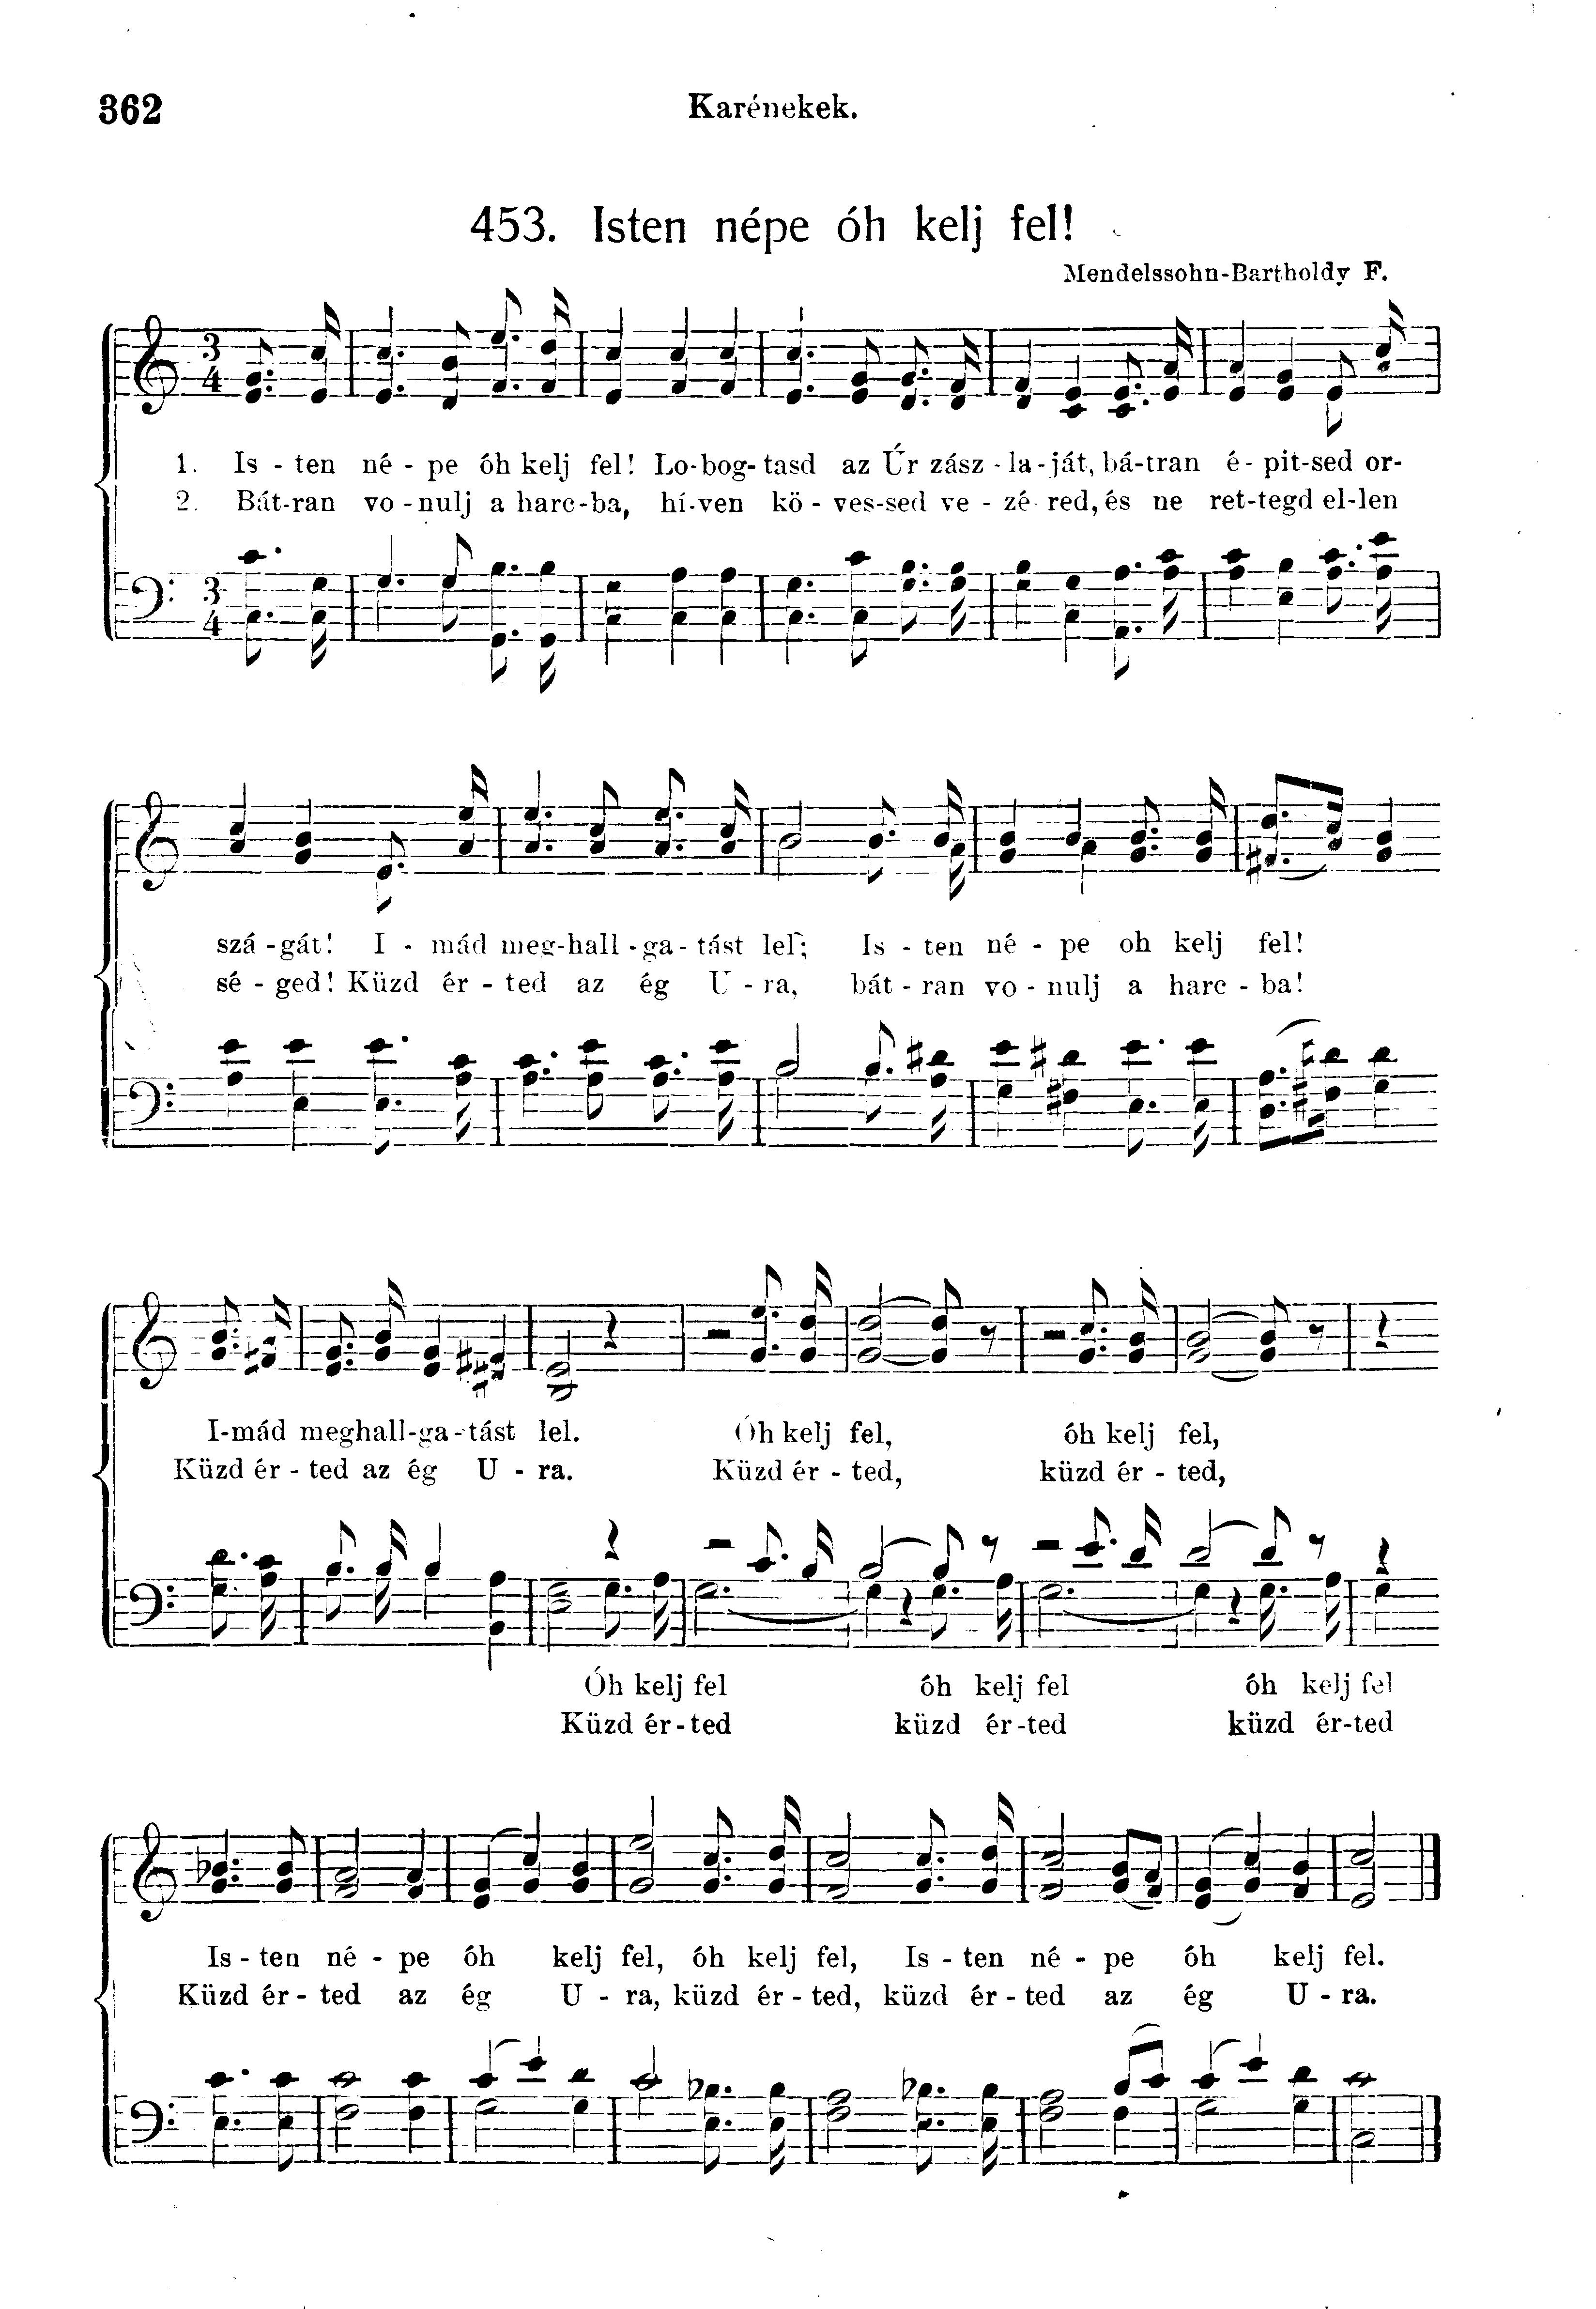 362
Karénekek.
453. Isten népe óh kelj fel!
Mendelssohn-Bartholdy F.
3
4
1. Is - ten né - pe óh kelj fel! Lo-bog-tasd az Úr zász-la-ját, bá-tran é-pit-sed or-
2. Bát-ran vo-nulj a harc-ba, hí-ven kö-ves-sed ve-zé-red, és ne ret-tegd el-len
3
4
szá-gát! I - mád meg-hall-ga-tást lel; Is - ten né - pe oh kelj fel!
sé - ged! Küzd ér - ted az ég U - ra, bát - ran vo - nulj a harc - ba!
I-mád meghall-ga-tást lel. Óh kelj fel, óh kelj fel,
Küzd ér - ted az ég U - ra. Küzd ér - ted, küzd ér - ted,
Óh kelj fel óh kelj fel óh kelj fel
Küzd ér-ted küzd ér-ted küzd ér-ted
Is - ten né - pe óh kelj fel, óh kelj fel, Is - ten né - pe óh kelj fel.
Küzd ér - ted az ég U - ra, küzd ér - ted, küzd ér - ted az ég U - ra.